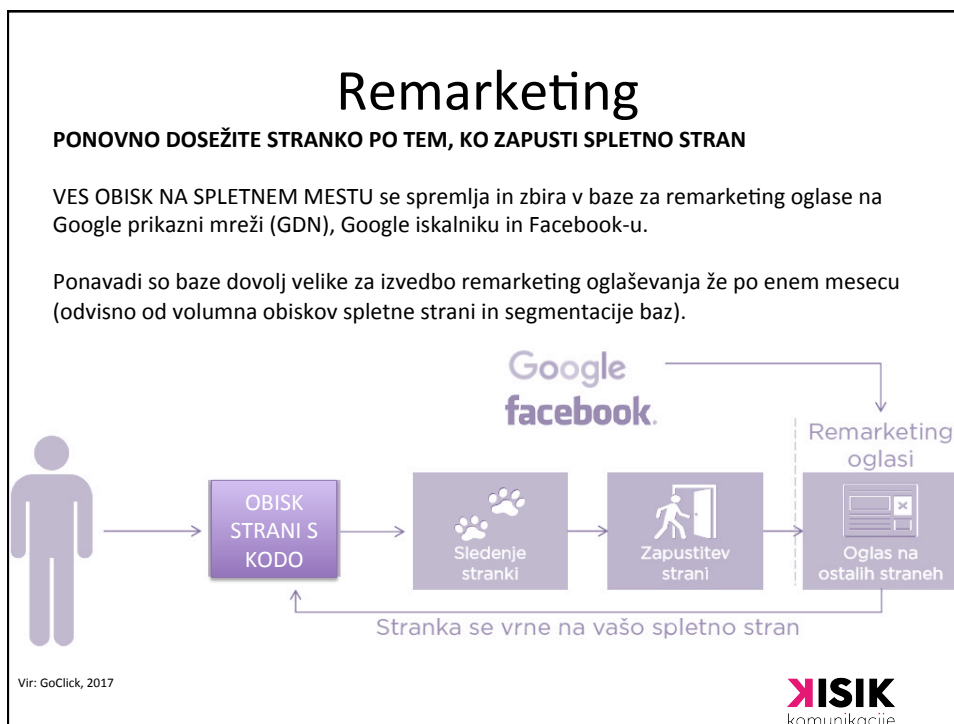 Remarketing
PONOVNO DOSEŽITE STRANKO PO TEM, KO ZAPUSTI SPLETNO STRAN
VES OBISK NA SPLETNEM MESTU se spremlja in zbira v baze za remarketing oglase na
Google prikazni mreži (GDN), Google iskalniku in Facebook-u.
Ponavadi so baze dovolj velike za izvedbo remarketing oglaševanja že po enem mesecu
(odvisno od volumna obiskov spletne strani in segmentacije baz).
Google
facebook.
Remarketing
oglasi
OBISK
STRANI S
KODO
Sledenje
stranki
Zapustitev
strani
Oglas na
ostalih straneh
Stranka se vrne na vašo spletno stran
Vir: GoClick, 2017
KISIK
komunikacije